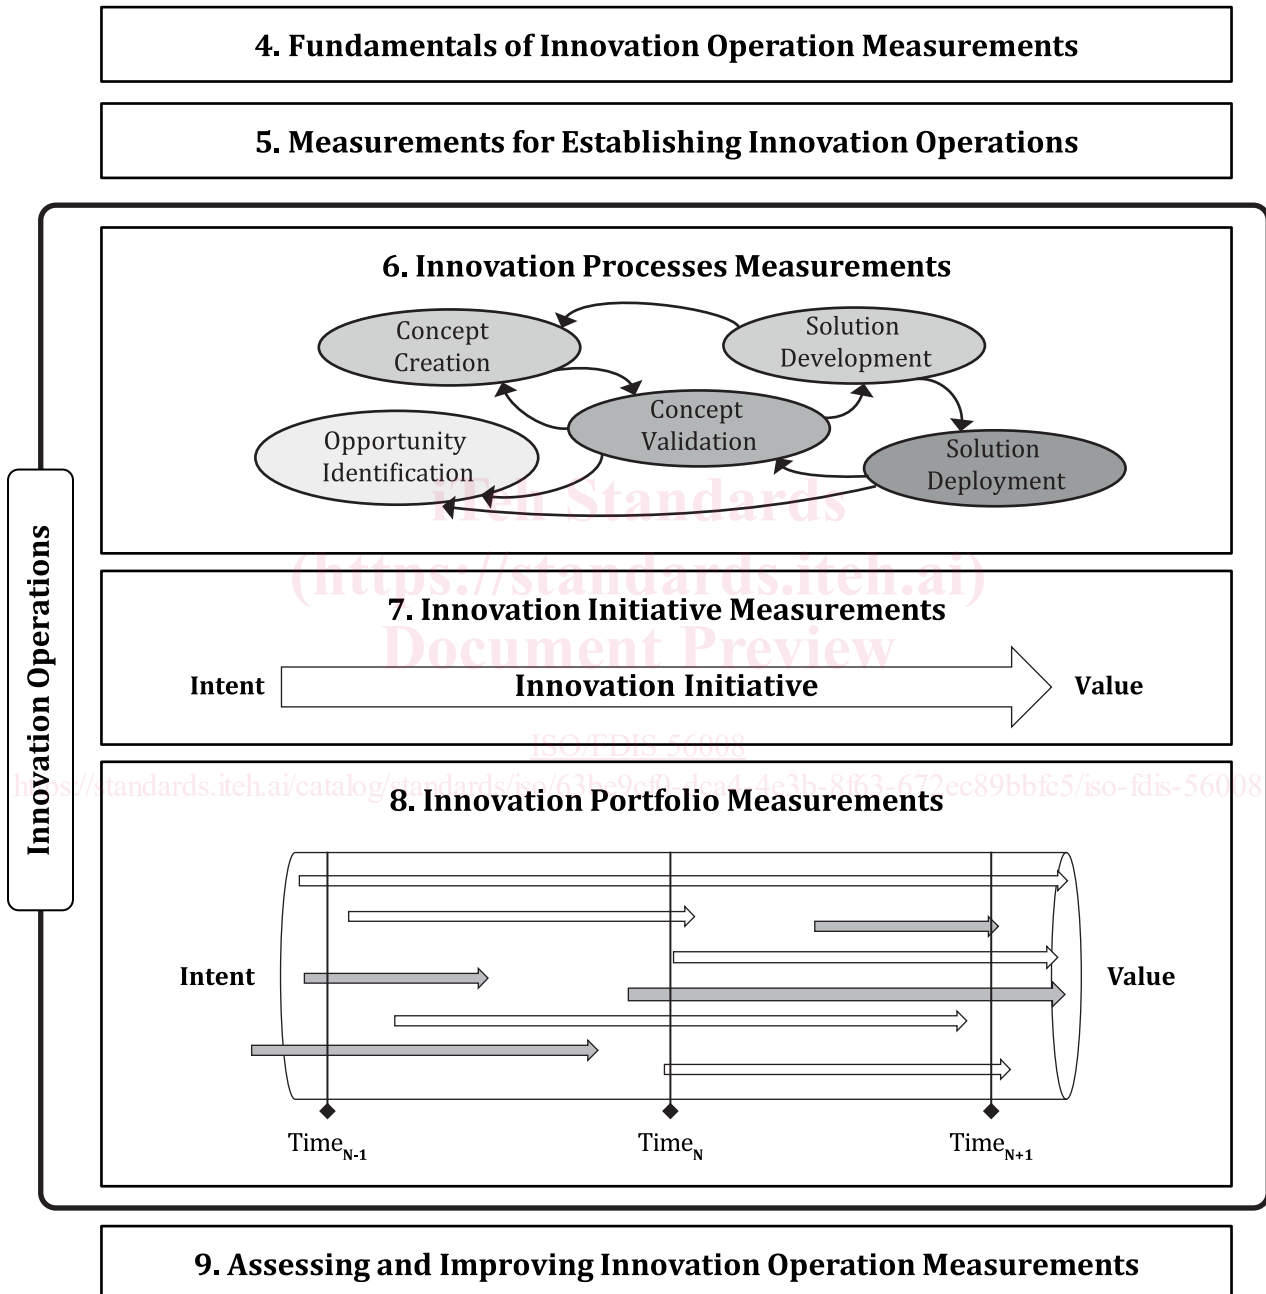 4. Fundamentals of Innovation Operation Measurements
5. Measurements for Establishing Innovation Operations
Innovation Operations
6. Innovation Processes Measurements
Concept
Creation
Solution
Development
Concept
Validation
Opportunity
Identification
Solution
Deployment
iTeh Standards
(https://standards.iteh.ai)
Document Preview
7. Innovation Initiative Measurements
Intent
Innovation Initiative
Value
ISO/FDIS 56008
https://standards.iteh.ai/catalog/standards/iso/63be9cf0-dca4-4e3b-8f63-672ec89bbfc5/iso-fdis-56008
8. Innovation Portfolio Measurements
Intent
Value
Time N-1
Time N
Time N+1
9. Assessing and Improving Innovation Operation Measurements